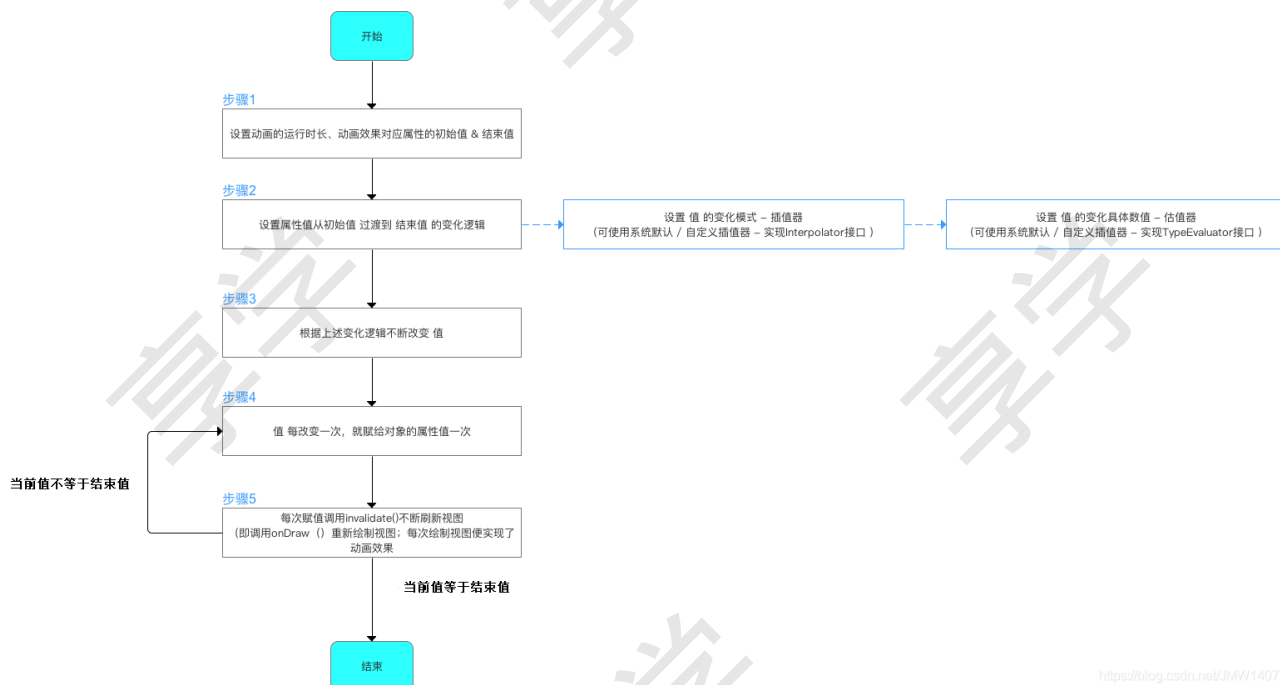 开始
步骤1
设置动画的运行时长、动画效果对应属性的初始值 & 结束值
步骤2
设置属性值从初始值 过渡到 结束值 的变化逻辑
设置 值 的变化模式 – 插值器
(可使用系统默认 / 自定义插值器 – 实现Interpolator接口 )
设置 值 的变化具体数值 – 估值器
(可使用系统默认 / 自定义插值器 – 实现TypeEvaluator接口 )
步骤3
根据上述变化逻辑不断改变 值
步骤4
值 每改变一次，就赋给对象的属性值一次
当前值不等于结束值
步骤5
每次赋值调用invalidate()不断刷新视图
(即调用onDraw（）重新绘制视图；每次绘制视图便实现了
动画效果
当前值等于结束值
结束
享学
享学
学
学
https://blog.csdn.net/JMW1407